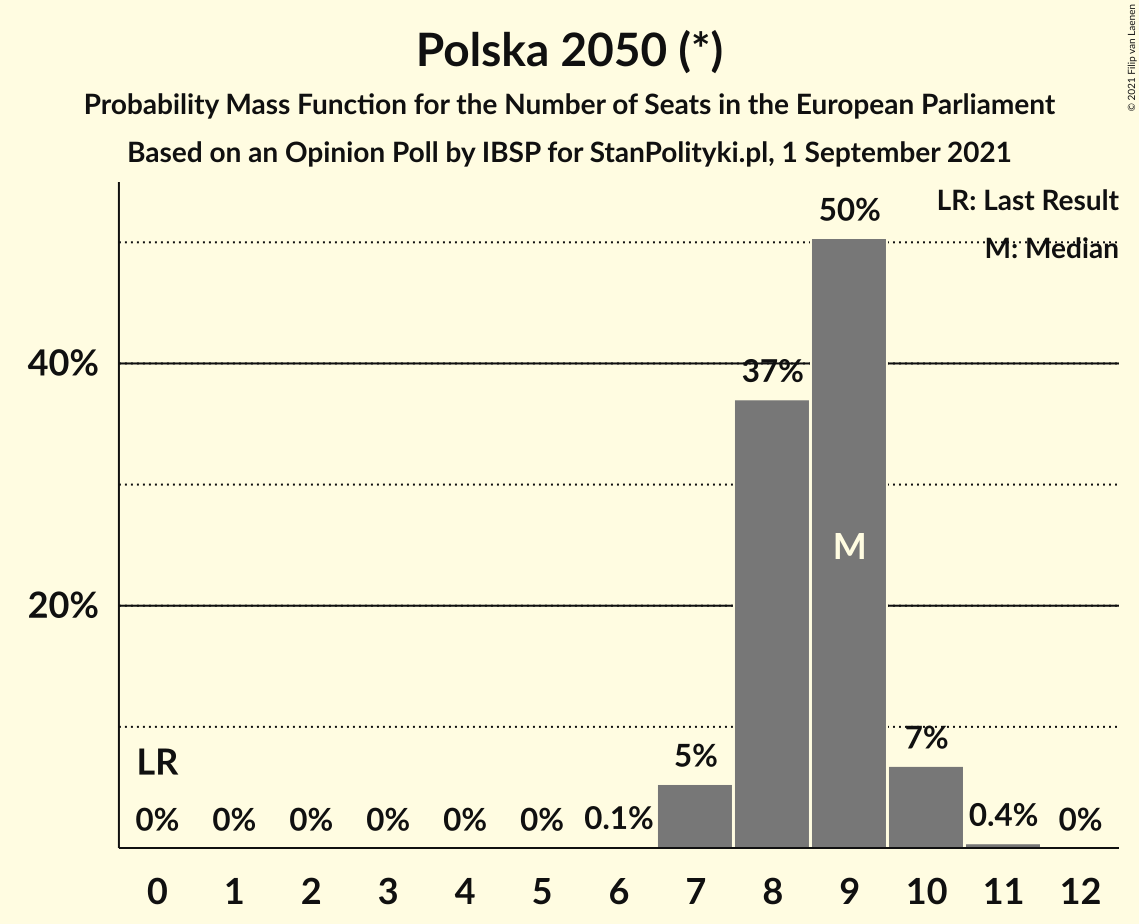 Polska 2050 (*)
Probability Mass Function for the Number of Seats in the European Parliament
Based on an Opinion Poll by IBSP for StanPolityki.pl, 1 September 2021
© 2021 Filip van Laenen
LR: Last Result
M: Median
50%
40%
37%
M
20%
LR
7%
5%
0% 0% 0% 0% 0% 0% 0.1% 0.4% 0%
0 1 2 3 4 5 6 7 8 9 10 11 12